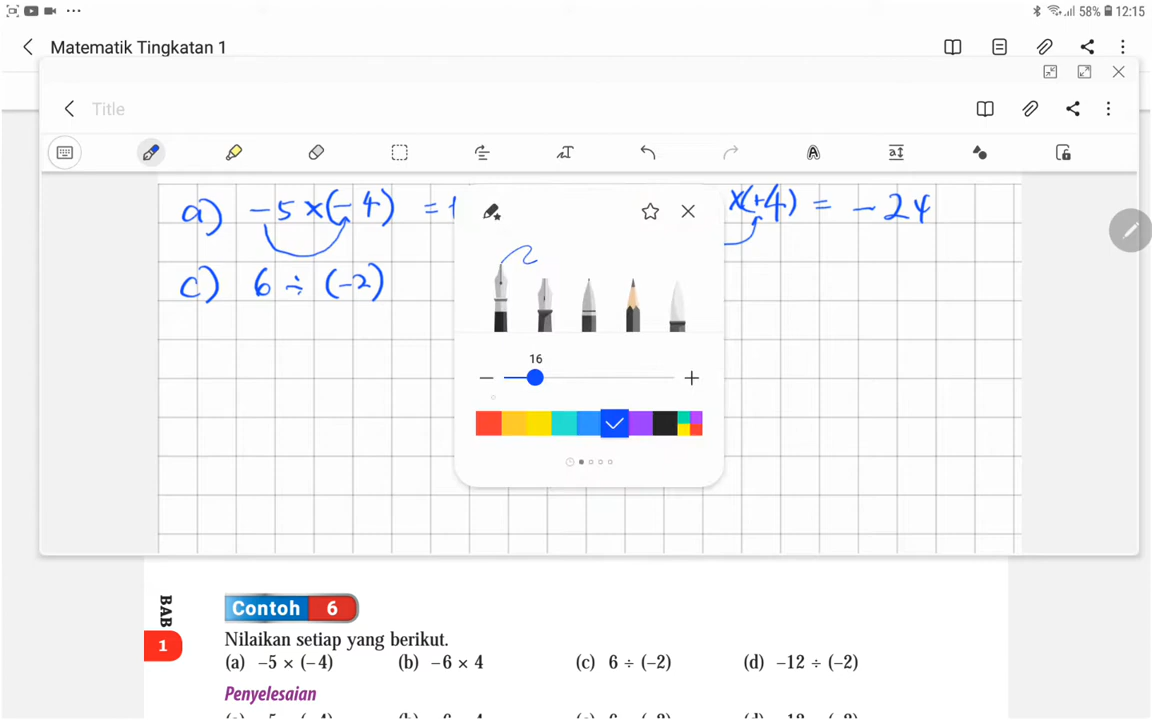 58% 12:15
Matematik Tingkatan 1
Title
a) -5 x (-4) = x(+4) = -24
c) 6 ÷ (-2)
16
BAB
1
Contoh 6
Nilaikan setiap yang berikut.
(a) −5 × (− 4) (b) −6 × 4 (c) 6 ÷ (−2) (d) −12 ÷ (−2)
Penyelesaian